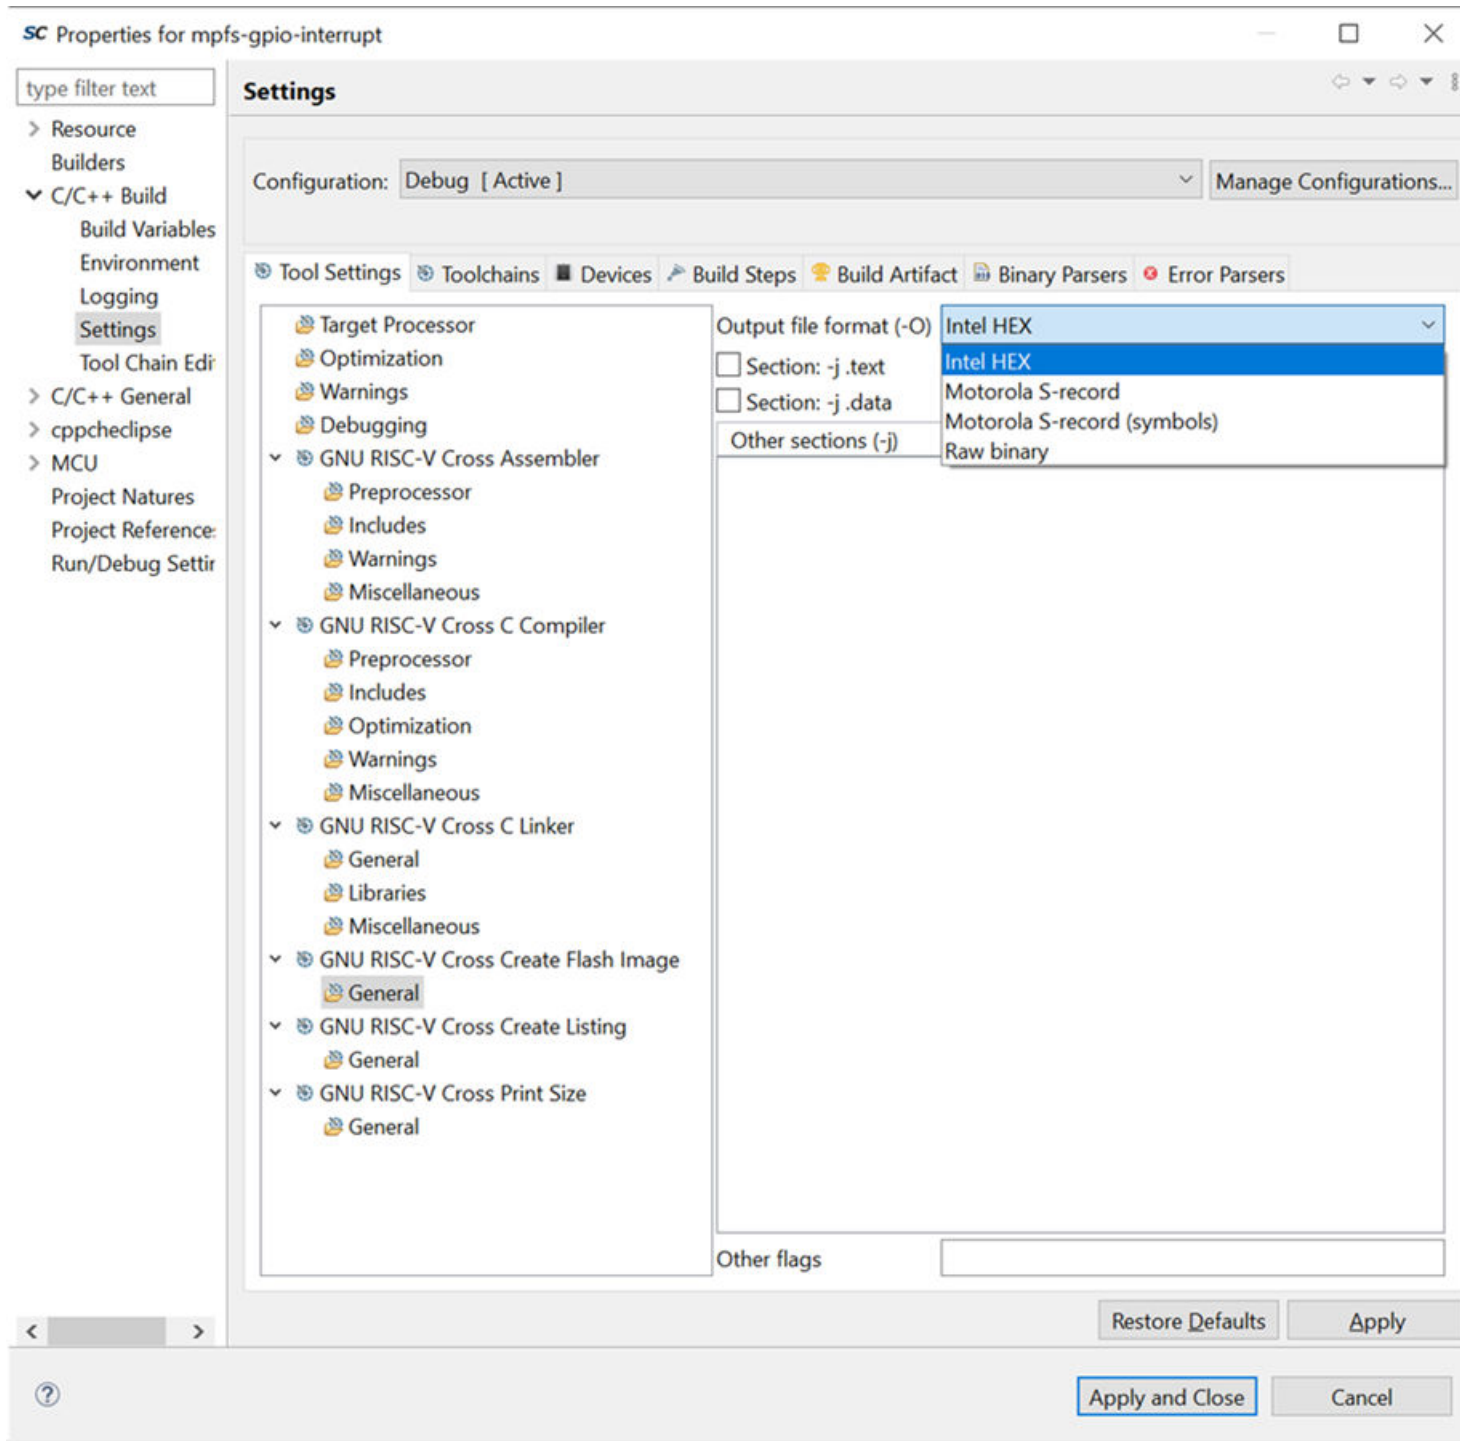 SC Properties for mpfs-gpio-interrupt
type filter text
Resource
Builders
C/C++ Build
Build Variables
Environment
Logging
Settings
Tool Chain Edi
C/C++ General
cppcheclipse
MCU
Project Natures
Project Reference
Run/Debug Settin
Settings
Configuration: Debug [ Active ]
Manage Configurations...
Tool Settings
Toolchains
Devices
Build Steps
Build Artifact
Binary Parsers
Error Parsers
Target Processor
Optimization
Warnings
Debugging
GNU RISC-V Cross Assembler
Preprocessor
Includes
Warnings
Miscellaneous
GNU RISC-V Cross C Compiler
Preprocessor
Includes
Optimization
Warnings
Miscellaneous
GNU RISC-V Cross C Linker
General
Libraries
Miscellaneous
GNU RISC-V Cross Create Flash Image
General
GNU RISC-V Cross Create Listing
General
GNU RISC-V Cross Print Size
General
Output file format (-O) Intel HEX
Intel HEX
Motorola S-record
Motorola S-record (symbols)
Raw binary
Section: -j .text
Section: -j .data
Other sections (-j)
Other flags
Restore Defaults
Apply
?
Apply and Close
Cancel